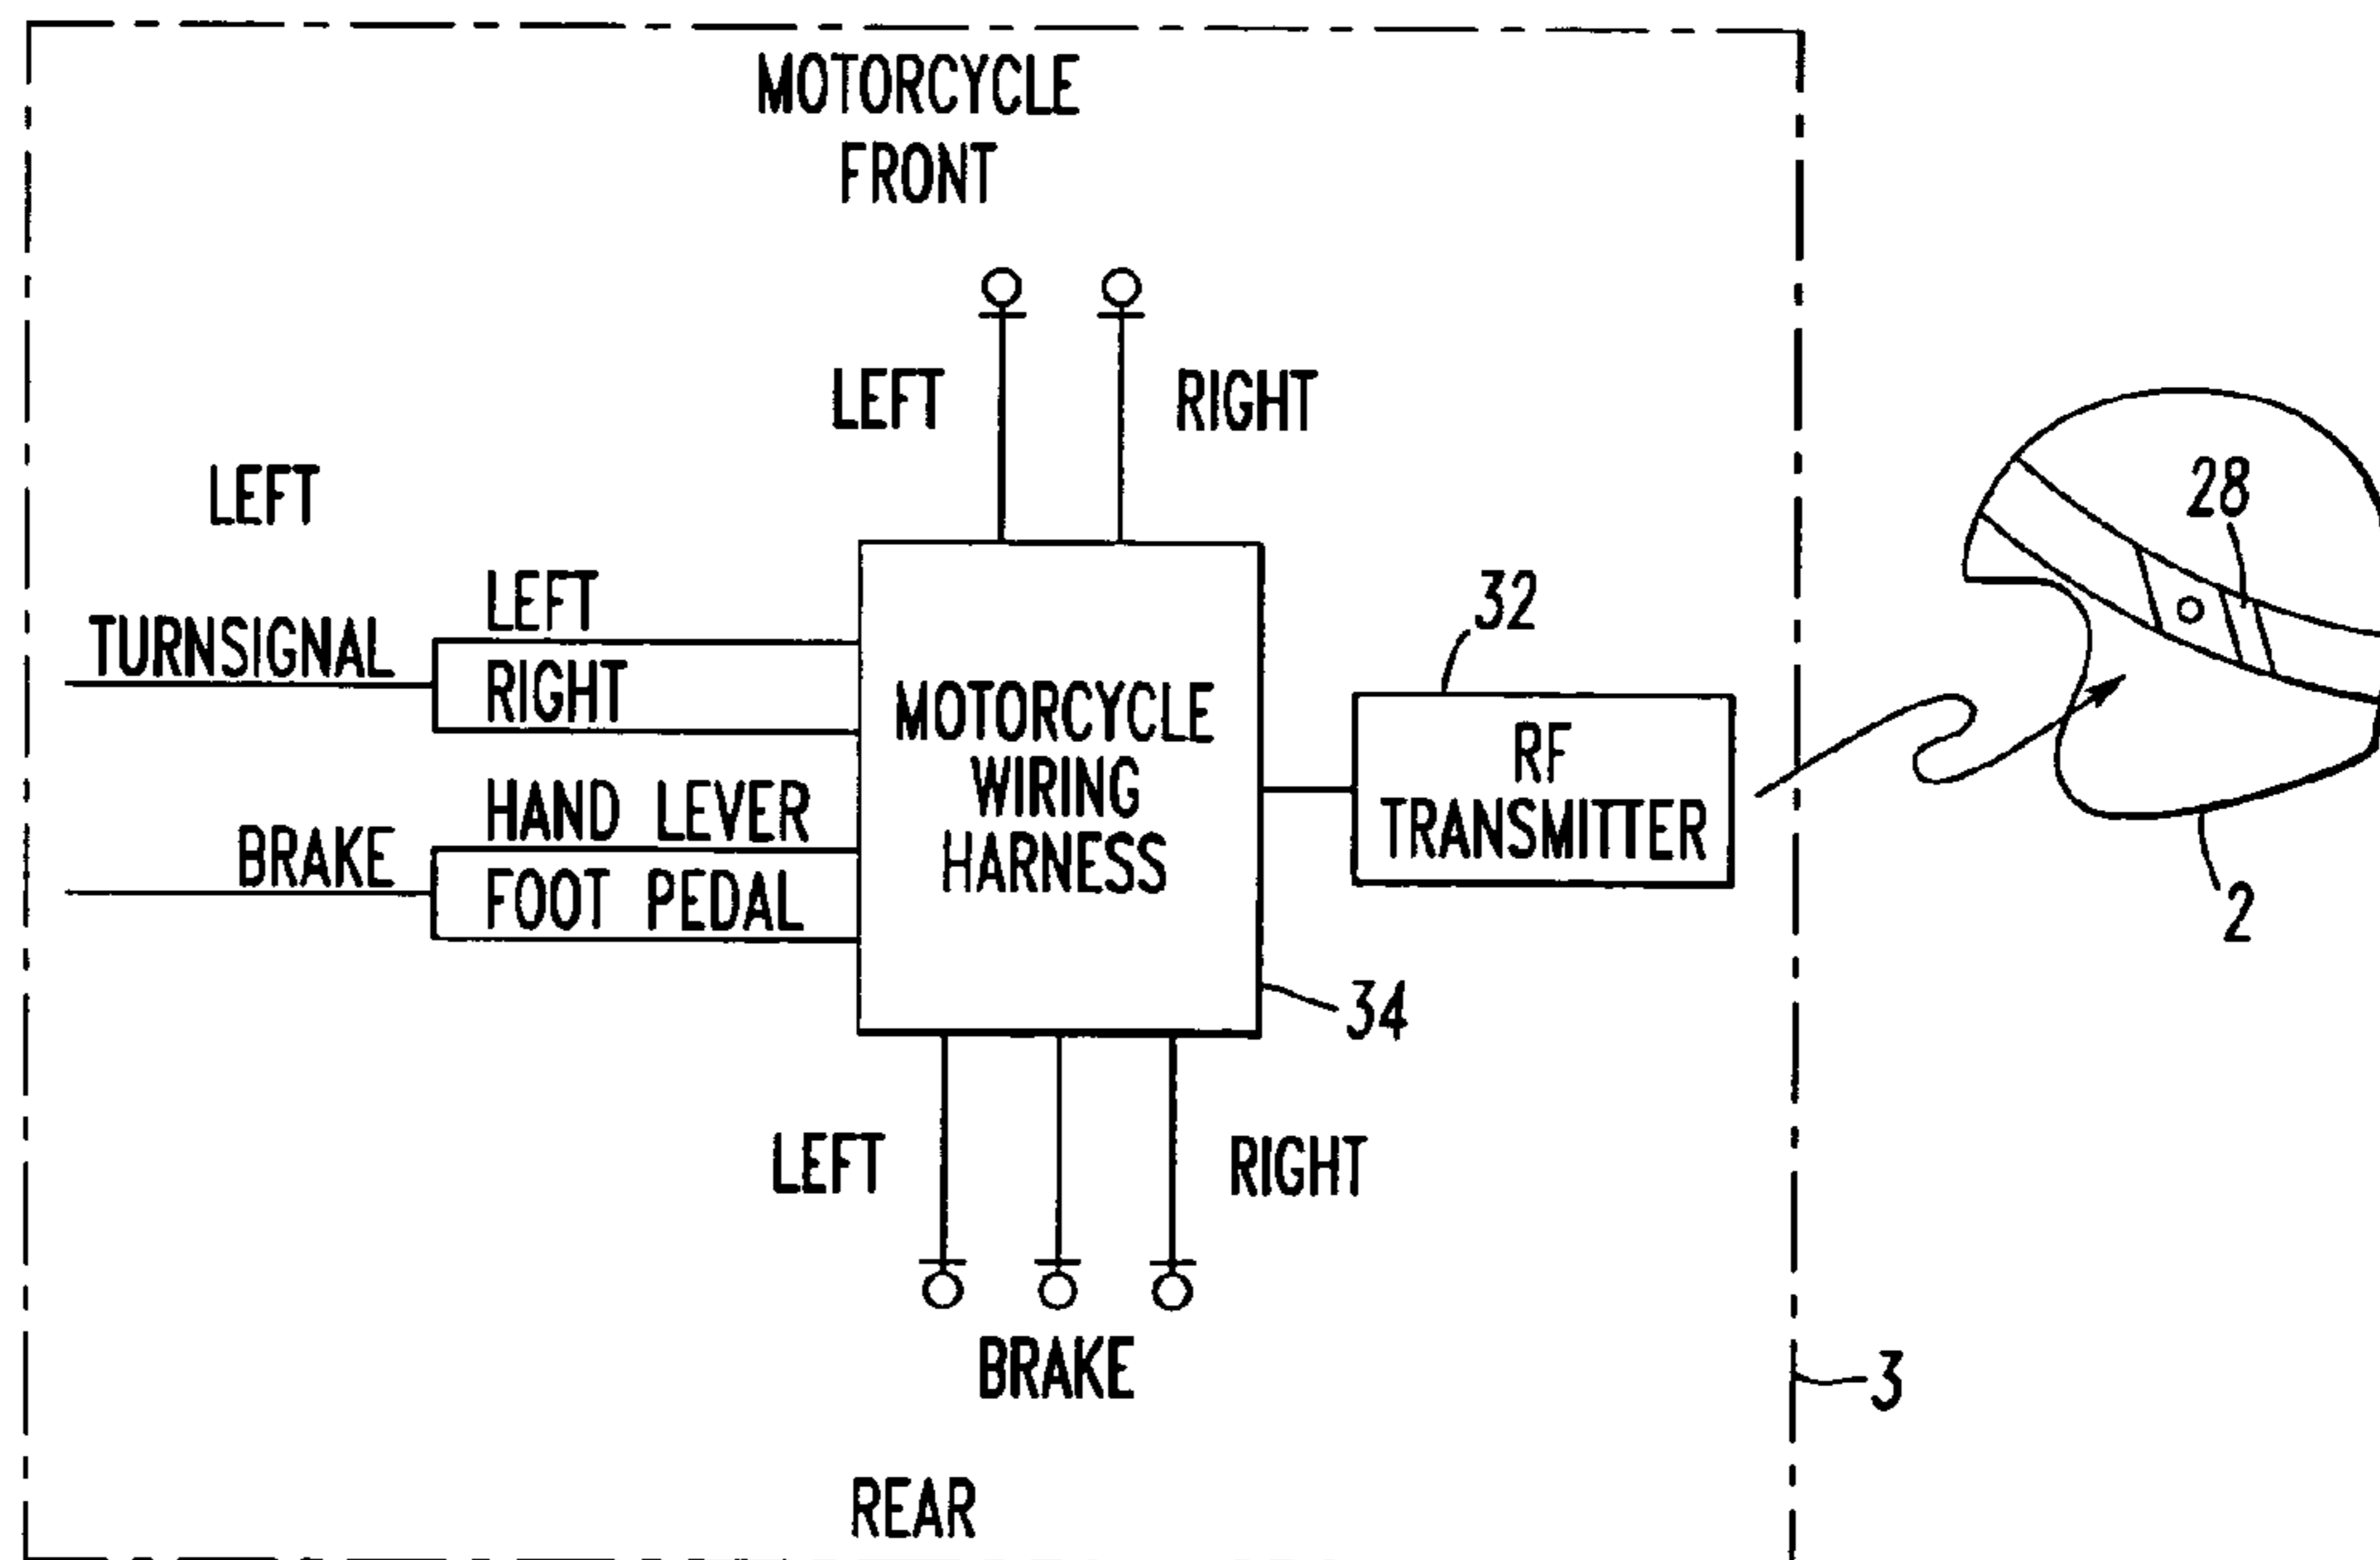 MOTORCYCLE
FRONT
LEFT
RIGHT
LEFT
28
LEFT
32
TURNSIGNAL
RIGHT
MOTORCYCLE
WIRING
HARNESS
RF
TRANSMITTER
HAND LEVER
BRAKE
FOOT PEDAL
2
34
LEFT
RIGHT
BRAKE
3
REAR